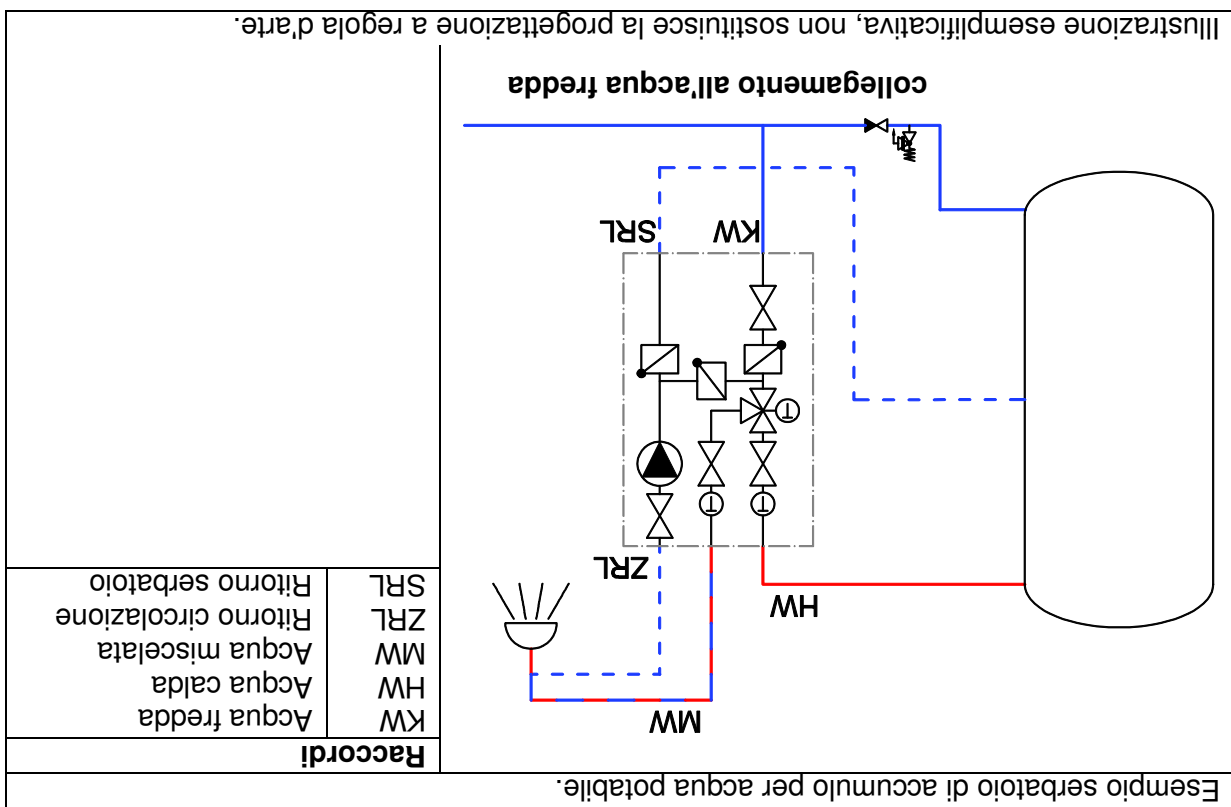 Esempio serbatoio di accumulo per acqua potabile.
Raccordi
KW Acqua fredda
HW Acqua calda
MW Acqua miscelata
ZRL Ritorno circolazione
SRL Ritorno serbatoio
MW
HW
ZRL
T
T
T
KW
SRL
collegamento all'acqua fredda
Illustrazione esemplificativa, non sostituisce la progettazione a regola d'arte.